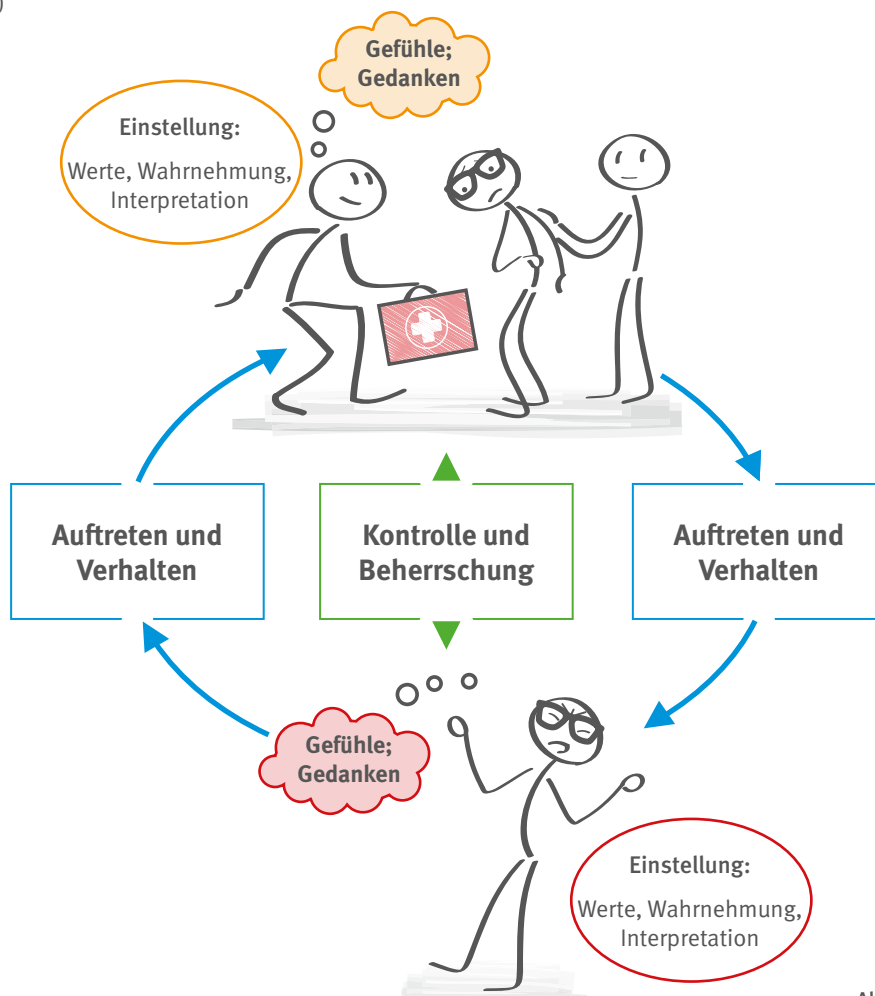 )
Gefühle;
Gedanken
Einstellung:
Werte, Wahrnehmung,
Interpretation
Auftreten und
Verhalten
Kontrolle und
Beherrschung
Auftreten und
Verhalten
Gefühle;
Gedanken
Einstellung:
Werte, Wahrnehmung,
Interpretation